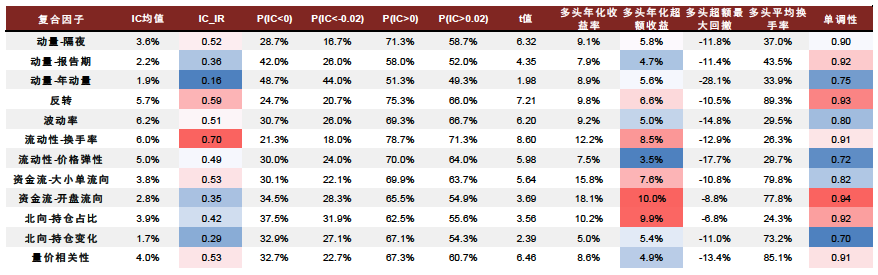 复合因子 IC均值 IC_IR P(IC<0) P(IC<-0.02) P(IC>0) P(IC>0.02) t值 多头年化收益率 多头年化超额收益 多头超额最大回撤 多头平均换手率 单调性
动量-隔夜 3.6% 0.52 28.7% 16.7% 71.3% 58.7% 6.32 9.1% 5.8% -11.8% 37.0% 0.90
动量-报告期 2.2% 0.36 42.0% 26.0% 58.0% 52.0% 4.35 7.9% 4.7% -11.4% 43.5% 0.92
动量-年动量 1.9% 0.16 48.7% 44.0% 51.3% 49.3% 1.98 8.9% 5.6% -28.1% 33.9% 0.75
反转 5.7% 0.59 24.7% 20.7% 75.3% 66.0% 7.21 9.8% 6.6% -10.5% 89.3% 0.93
波动率 6.2% 0.51 30.7% 26.0% 69.3% 66.7% 6.20 9.2% 5.0% -14.8% 29.5% 0.80
流动性-换手率 6.0% 0.70 21.3% 18.0% 78.7% 71.3% 8.60 12.2% 8.5% -12.9% 26.3% 0.91
流动性-价格弹性 5.0% 0.49 30.0% 24.0% 70.0% 64.0% 5.98 7.5% 3.5% -17.7% 29.7% 0.72
资金流-大小单流向 3.8% 0.53 30.1% 22.1% 69.9% 63.7% 5.64 15.8% 7.6% -10.8% 79.8% 0.82
资金流-开盘流向 2.8% 0.35 34.5% 28.3% 65.5% 54.9% 3.69 18.1% 10.0% -8.8% 77.8% 0.94
北向-持仓占比 3.9% 0.42 37.5% 31.9% 62.5% 55.6% 3.56 10.2% 9.9% -6.8% 24.3% 0.92
北向-持仓变化 1.7% 0.29 32.9% 27.1% 67.1% 54.3% 2.39 5.0% 5.4% -11.0% 73.2% 0.70
量价相关性 4.0% 0.53 32.7% 22.7% 67.3% 60.7% 6.46 8.6% 4.9% -13.4% 85.1% 0.91